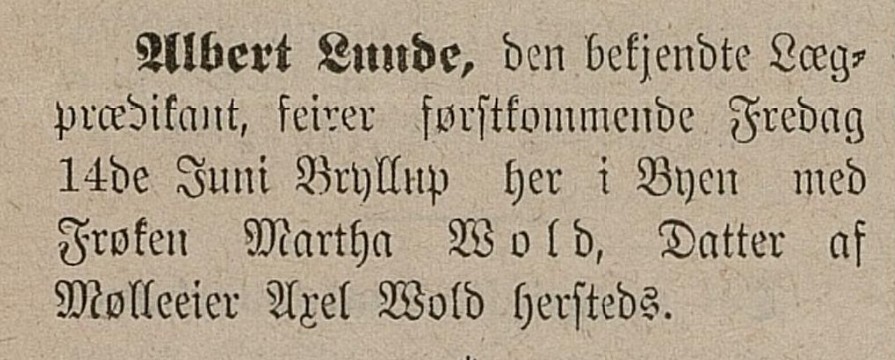 Albert Lunde, den bekjendte Læg-
prædikant, feirer førstkommende Fredag
14de Juni Bryllup her i Byen med
Frøken Martha Wold, Datter af
Mølleeier Axel Wold hersteds.